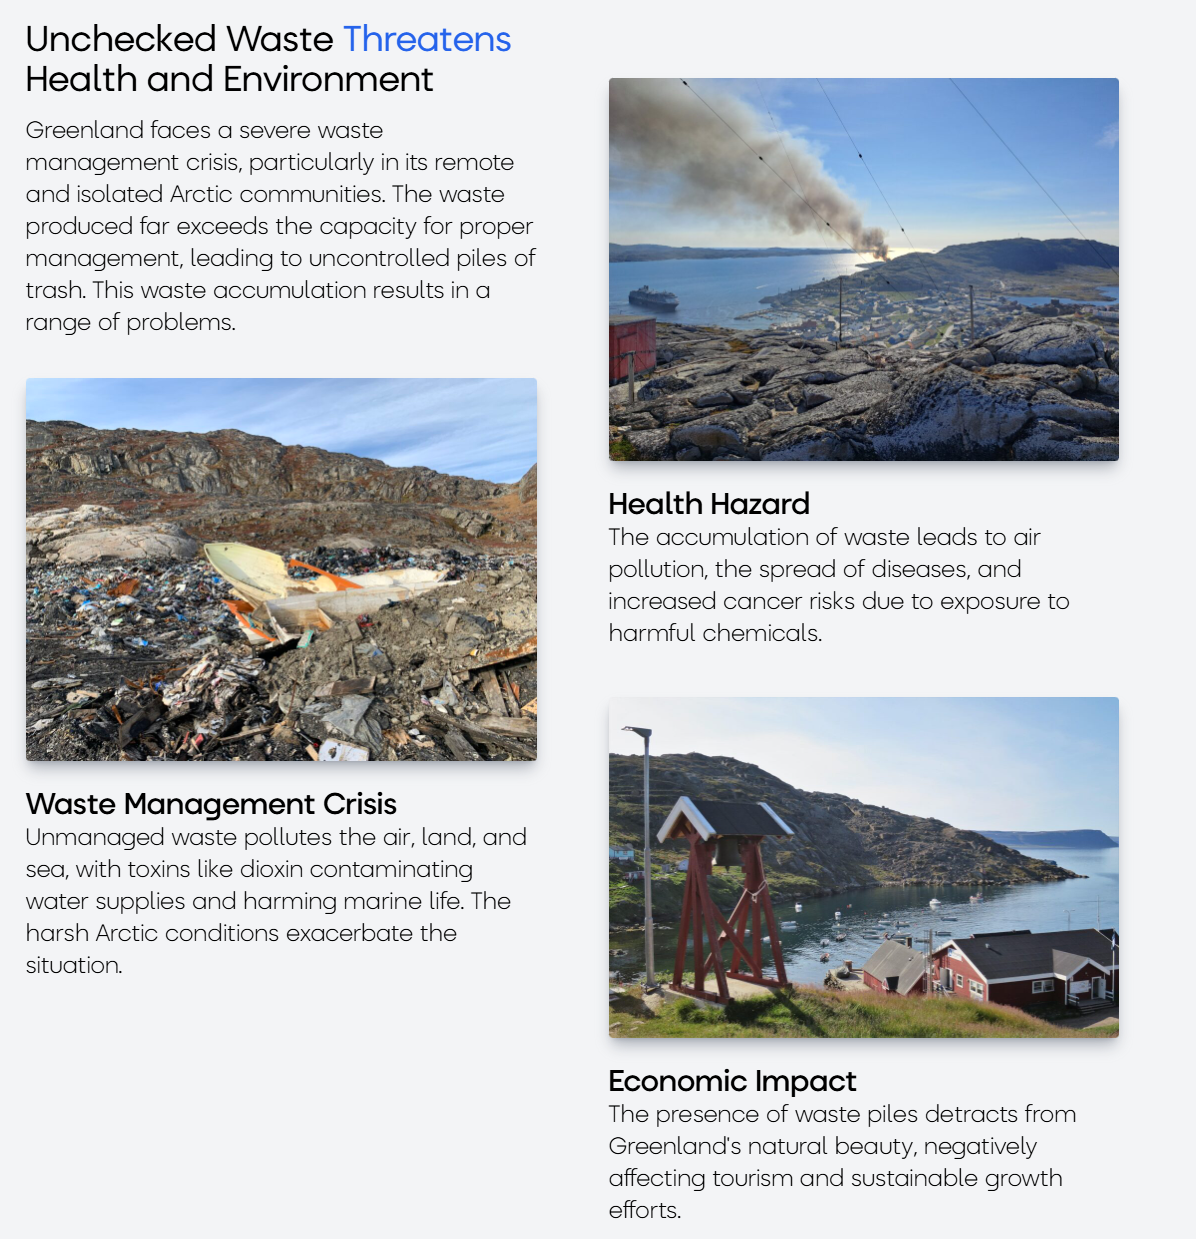 Unchecked Waste Threatens
Health and Environment
Greenland faces a severe waste
management crisis, particularly in its remote
and isolated Arctic communities. The waste
produced far exceeds the capacity for proper
management, leading to uncontrolled piles of
trash. This waste accumulation results in a
range of problems.
Waste Management Crisis
Unmanaged waste pollutes the air, land, and
sea, with toxins like dioxin contaminating
water supplies and harming marine life. The
harsh Arctic conditions exacerbate the
situation.
Health Hazard
The accumulation of waste leads to air
pollution, the spread of diseases, and
increased cancer risks due to exposure to
harmful chemicals.
Economic Impact
The presence of waste piles detracts from
Greenland's natural beauty, negatively
affecting tourism and sustainable growth
efforts.